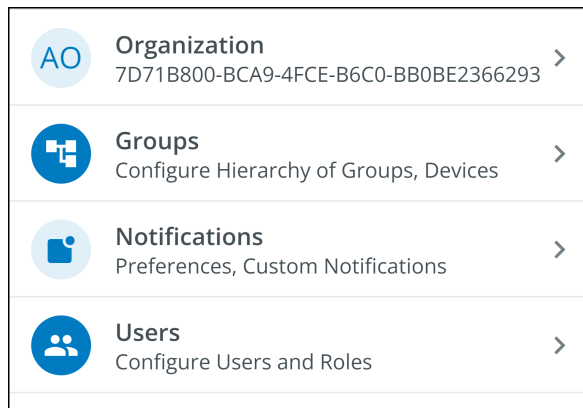 AO
Organization
7D71B800-BCA9-4FCE-B6C0-BB0BE2366293
Groups
Configure Hierarchy of Groups, Devices
Notifications
Preferences, Custom Notifications
Users
Configure Users and Roles